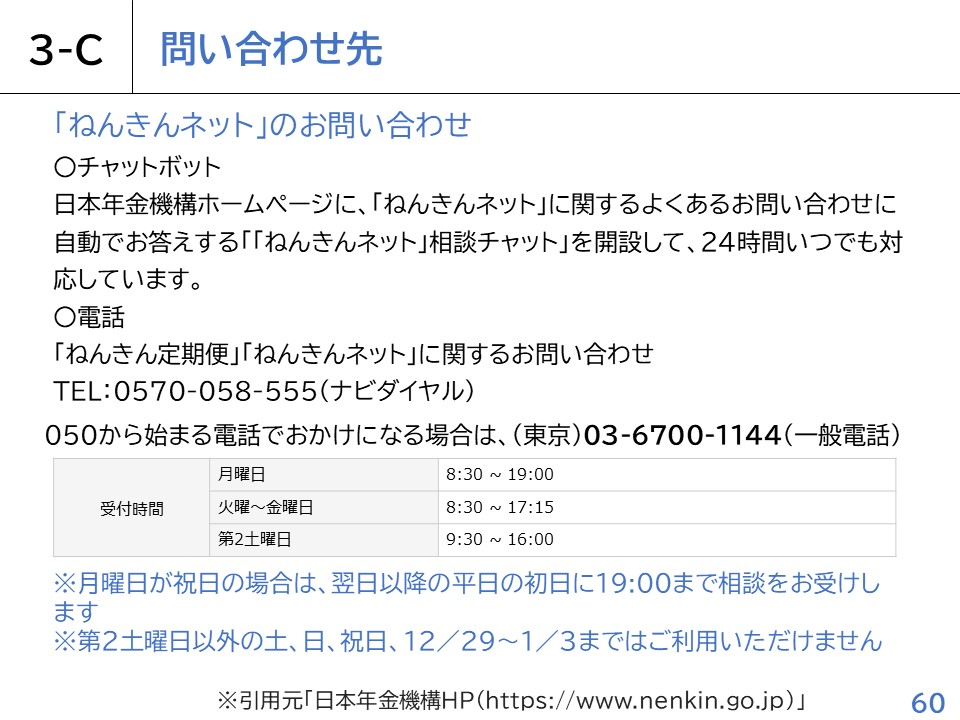 3-C
問い合わせ先
「ねんきんネット」のお問い合わせ
〇チャットボット
日本年金機構ホームページに、「ねんきんネット」に関するよくあるお問い合わせに
自動でお答えする「「ねんきんネット」相談チャット」を開設して、24時間いつでも対
応しています。
〇電話
「ねんきん定期便」「ねんきんネット」に関するお問い合わせ
TEL：0570-058-555（ナビダイヤル）
050から始まる電話でおかけになる場合は、（東京）03-6700-1144（一般電話）
受付時間
月曜日 8:30 ~ 19:00
火曜～金曜日 8:30 ~ 17:15
第2土曜日 9:30 ~ 16:00
※月曜日が祝日の場合は、翌日以降の平日の初日に19:00まで相談をお受けし
ます
※第2土曜日以外の土、日、祝日、12／29～1／3まではご利用いただけません
※引用元「日本年金機構HP（https://www.nenkin.go.jp）」
60